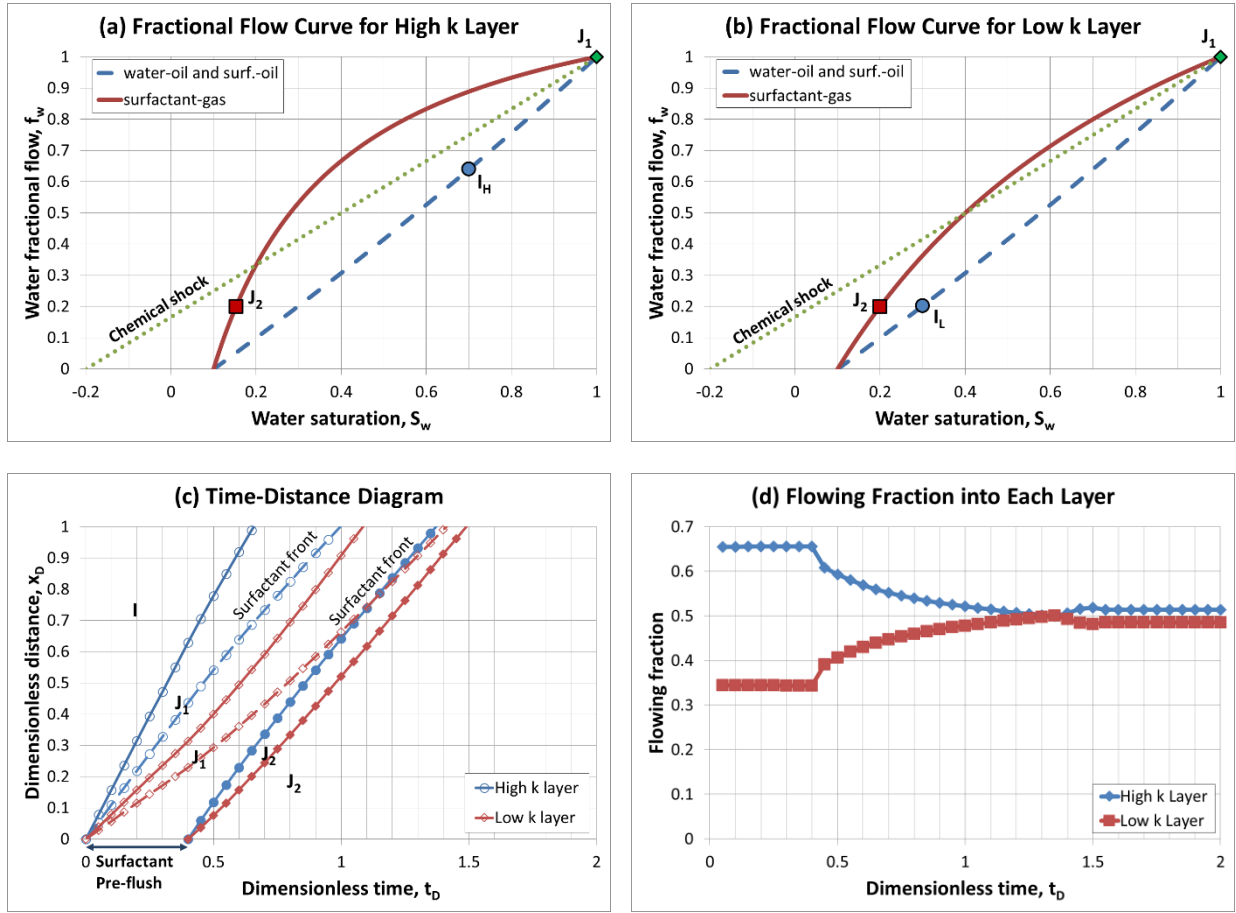 (a) Fractional Flow Curve for High k Layer
J1
1
0.9
0.8
0.7
0.6
0.5
0.4
0.3
0.2
0.1
0
Water fractional flow, fw
water-oil and surf.-oil
surfactant-gas
IH
J2
Chemical shock
-0.2
0
0.2
0.4
0.6
0.8
1
Water saturation, Sw
(b) Fractional Flow Curve for Low k Layer
J1
1
0.9
0.8
0.7
0.6
0.5
0.4
0.3
0.2
0.1
0
Water fractional flow, fw
water-oil and surf.-oil
surfactant-gas
J2
IL
Chemical shock
-0.2
0
0.2
0.4
0.6
0.8
1
Water saturation, Sw
(c) Time-Distance Diagram
1
0.9
0.8
0.7
0.6
0.5
0.4
0.3
0.2
0.1
0
Dimensionless distance, xD
Surfactant front
Surfactant front
I
J1
J1
J2
J2
High k layer
Low k layer
0
0.5
1
1.5
2
Surfactant
Pre-flush
Dimensionless time, tD
(d) Flowing Fraction into Each Layer
0.7
0.6
0.5
0.4
0.3
0.2
0.1
0
Flowing fraction
High k Layer
Low k Layer
0
0.5
1
1.5
2
Dimensionless time, tD